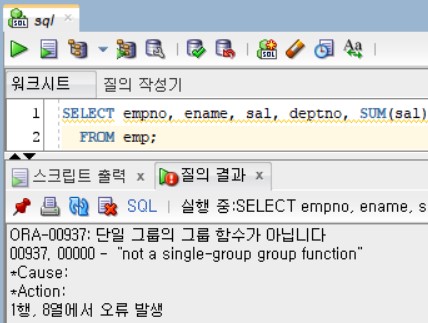 sql
워크시트 질의 작성기
1 SELECT empno, ename, sal, deptno, SUM(sal)
2 FROM emp;
스크립트 출력 x 질의 결과 x
SQL | 실행 중:SELECT empno, ename, s
ORA-00937: 단일 그룹의 그룹 함수가 아닙니다
00937, 00000 - "not a single-group group function"
*Cause:
*Action:
1행, 8열에서 오류 발생